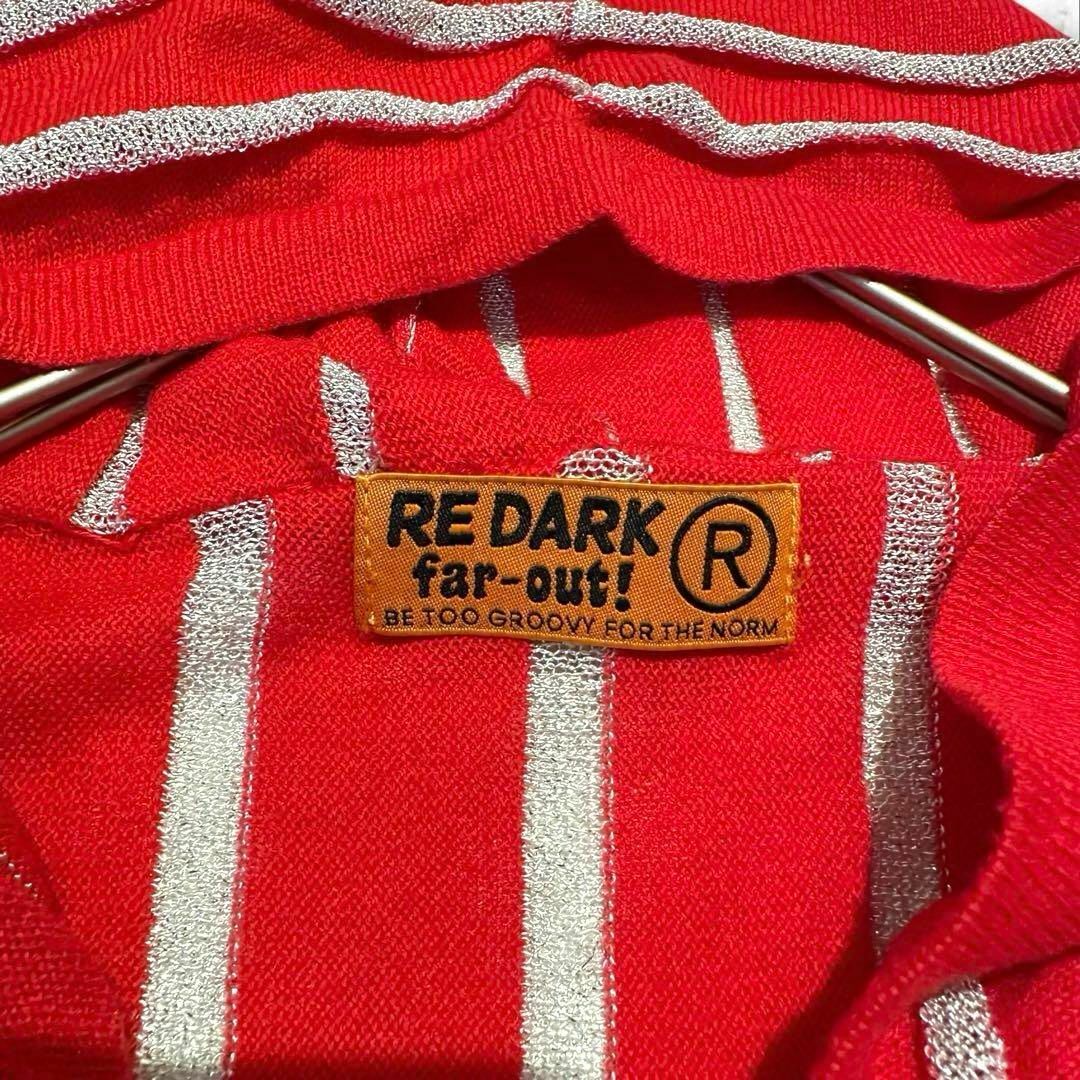 RE DARK ®
far-out!
BE TOO GROOVY FOR THE NORM